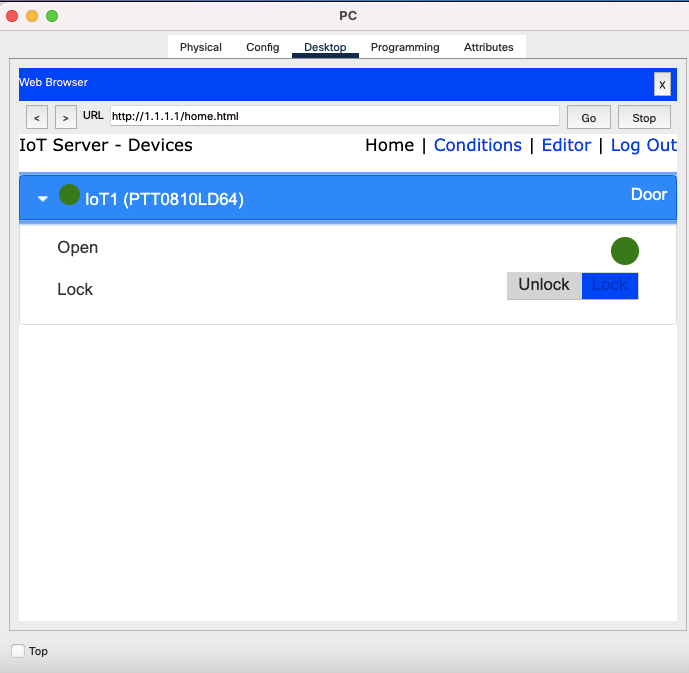 PC
Physical Config Desktop Programming Attributes
Web Browser X
< > URL http://1.1.1.1/home.html Go Stop
IoT Server - Devices Home | Conditions | Editor | Log Out
IoT1 (PTT0810LD64) Door
Open
Lock Unlock Lock
Top